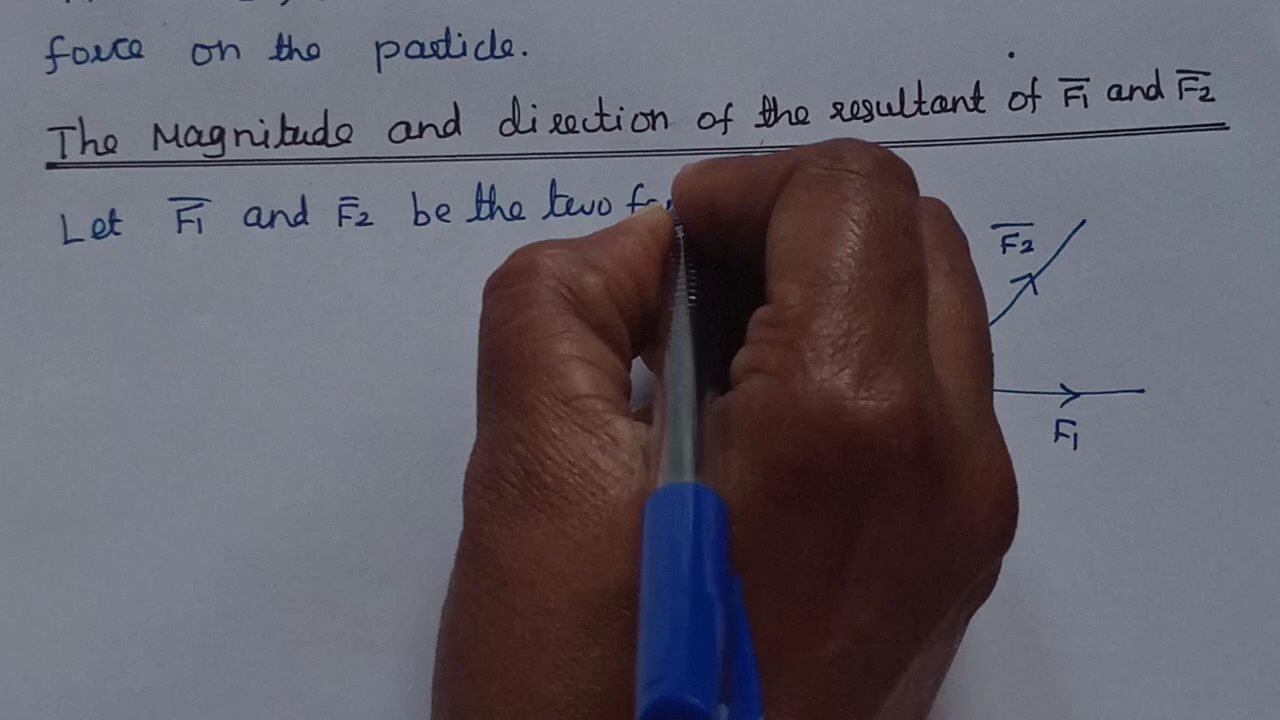 force on the particle.
The Magnitude and direction of the resultant of F̅₁ and F̅₂
Let F̅₁ and F̅₂ be the two
F̅₂
F₁